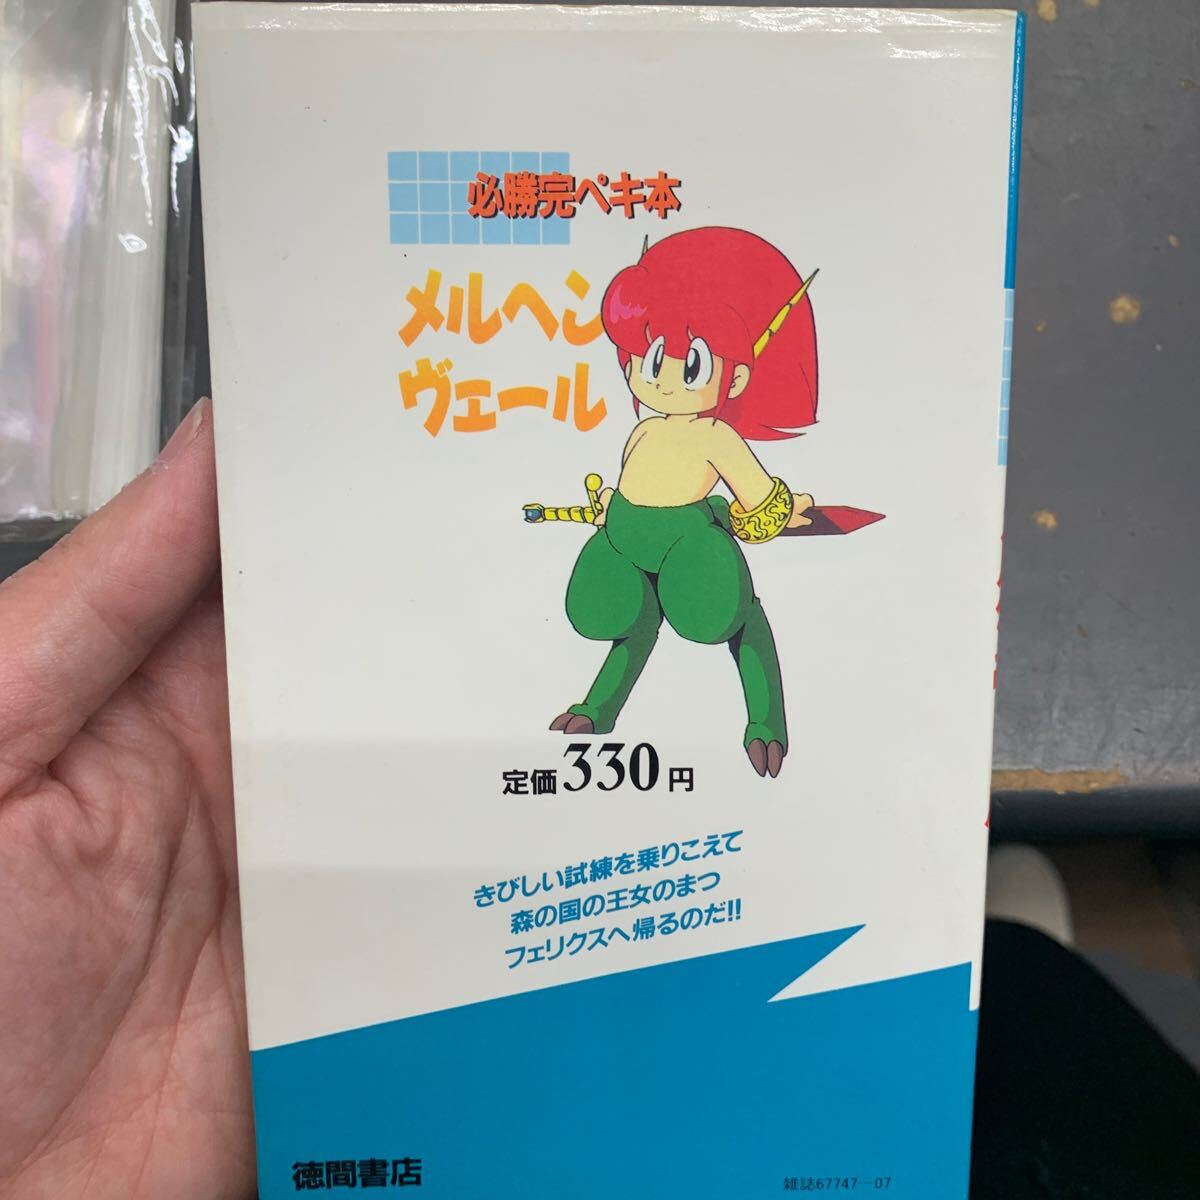 必勝完ペキ本
メルヘン
ヴェール
定価330円
きびしい試練を乗りこえて
森の国の王女のまつ
フェリクスへ帰るのだ!!
徳間書店
雑誌67747-07